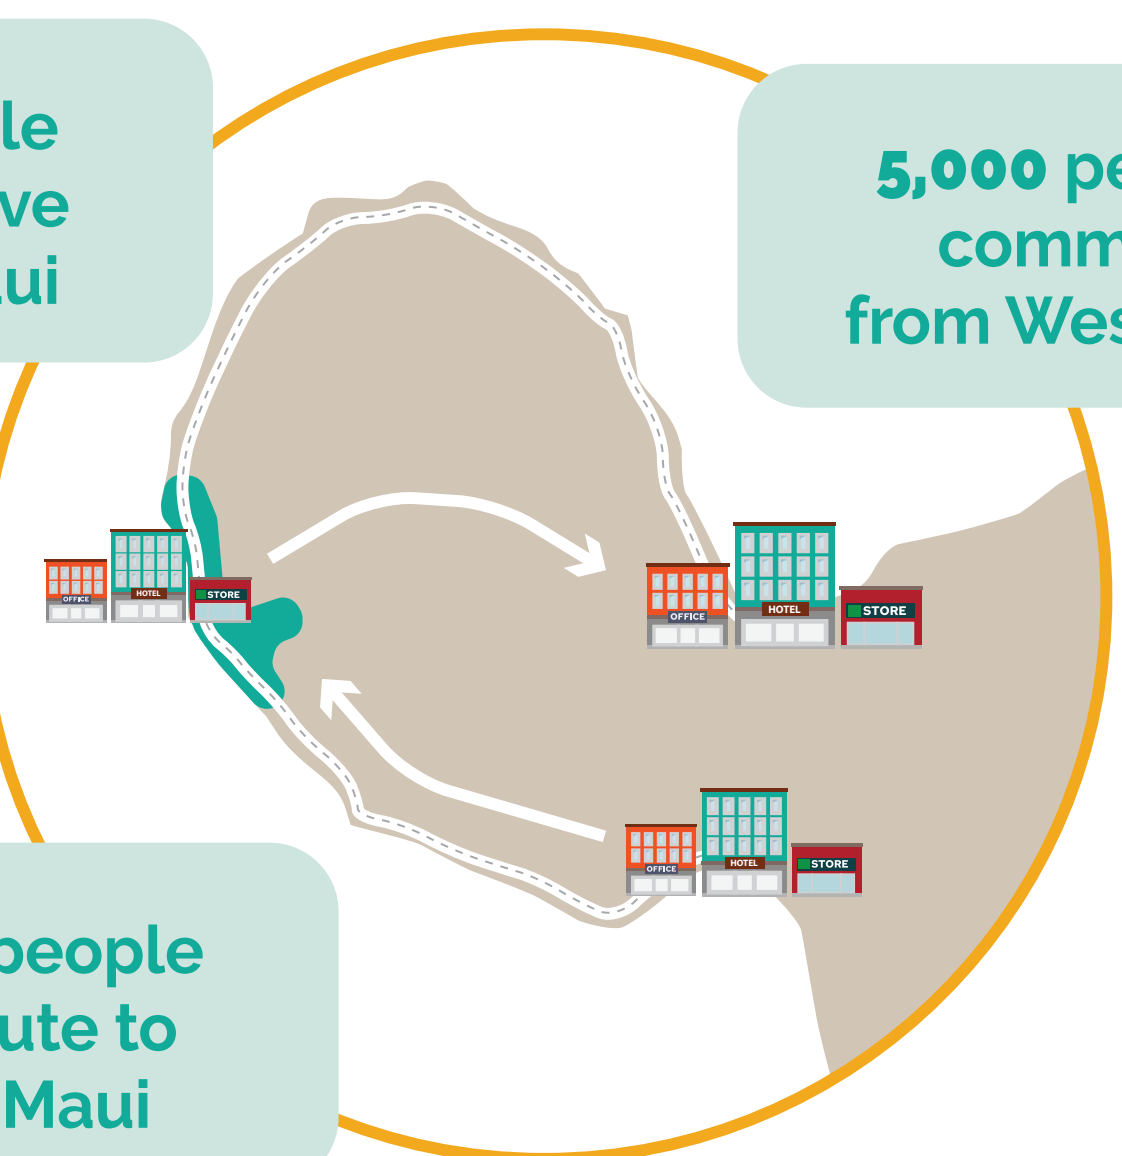 le
ve
ui
5,000 pe
comm
from Wes
OFFICE
HOTEL
STORE
OFFICE
HOTEL
STORE
OFFICE
HOTEL
STORE
people
ute to
Maui